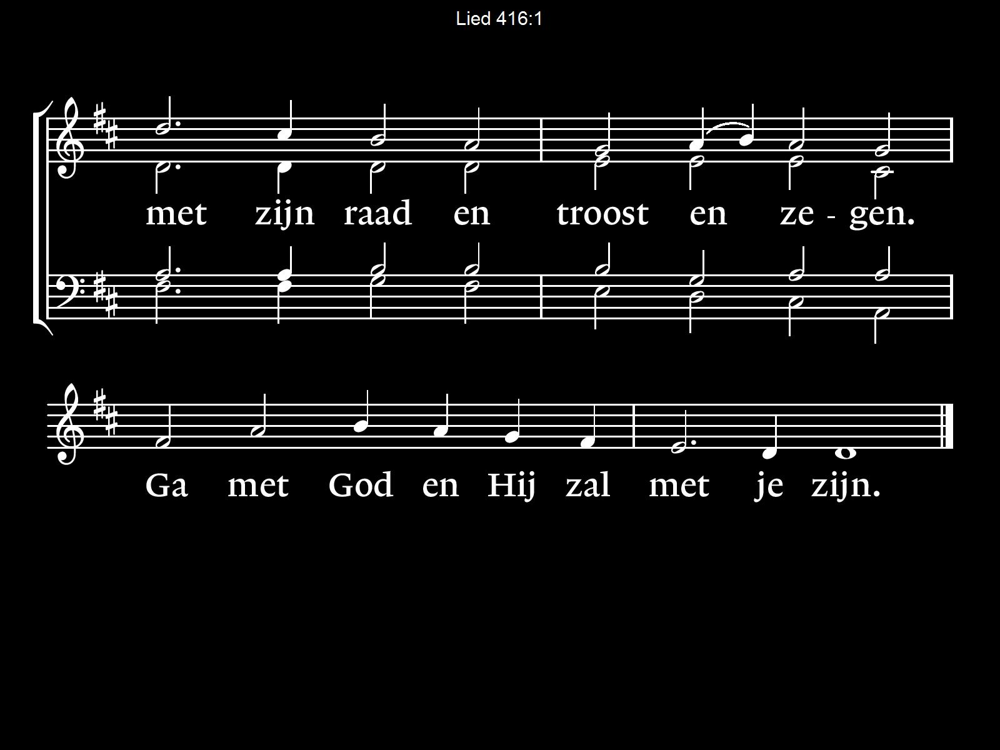 Lied 416:1
met zijn raad en troost en ze - gen.
Ga met God en Hij zal met je zijn.